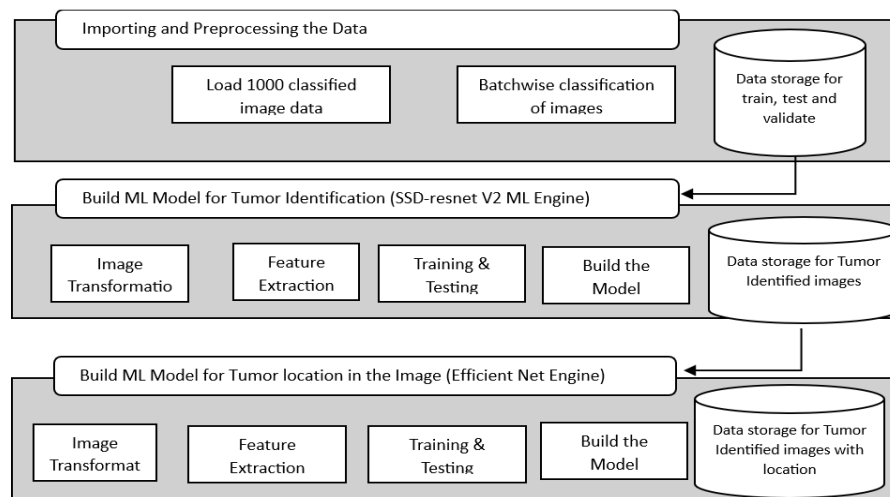 Importing and Preprocessing the Data
Load 1000 classified
image data
Batchwise classification
of images
Data storage for
train, test and
validate
Build ML Model for Tumor Identification (SSD-resnet V2 ML Engine)
Image
Transformatio
Feature
Extraction
Training &
Testing
Build the
Model
Data storage for Tumor
Identified images
Build ML Model for Tumor location in the Image (Efficient Net Engine)
Image
Transformat
Feature
Extraction
Training &
Testing
Build the
Model
Data storage for Tumor
Identified images with
location